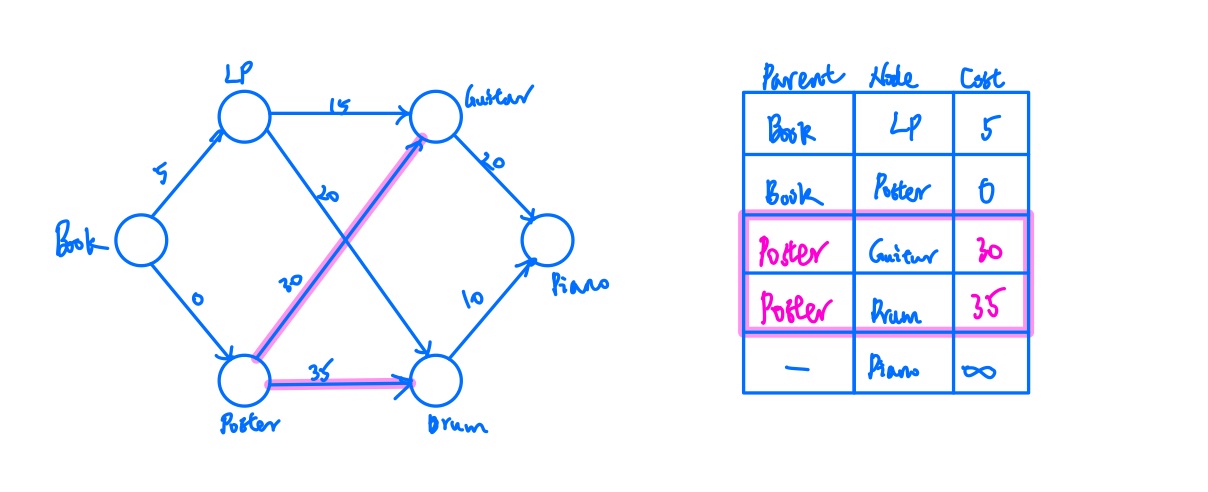 LP
Guitar
15
5
20
20
Book
30
0
10
Piano
35
Poster
Drum
Parent Node Cost
Book LP 5
Book Poster 0
Poster Guitar 30
Poster Drum 35
— Piano ∞